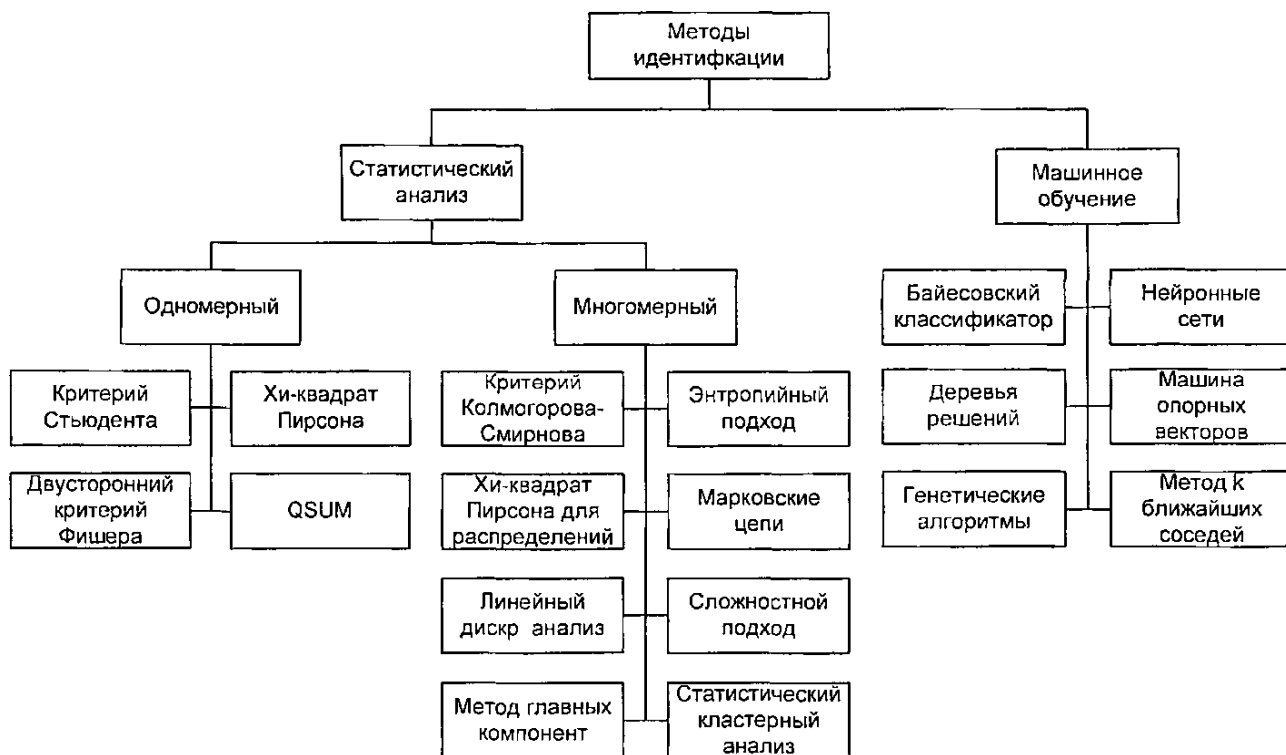 Методы
идентифкации
Статистический
анализ
Машинное
обучение
Одномерный
Многомерный
Байесовский
классификатор
Нейронные
сети
Критерий
Стьюдента
Хи-квадрат
Пирсона
Критерий
Колмогорова-
Смирнова
Энтропийный
подход
Деревья
решений
Машина
опорных
векторов
Двусторонний
критерий
Фишера
QSUM
Хи-квадрат
Пирсона для
распределений
Марковские
цепи
Генетические
алгоритмы
Метод k
ближайших
соседей
Линейный
дискр анализ
Сложностной
подход
Метод главных
компонент
Статистический
кластерный
анализ